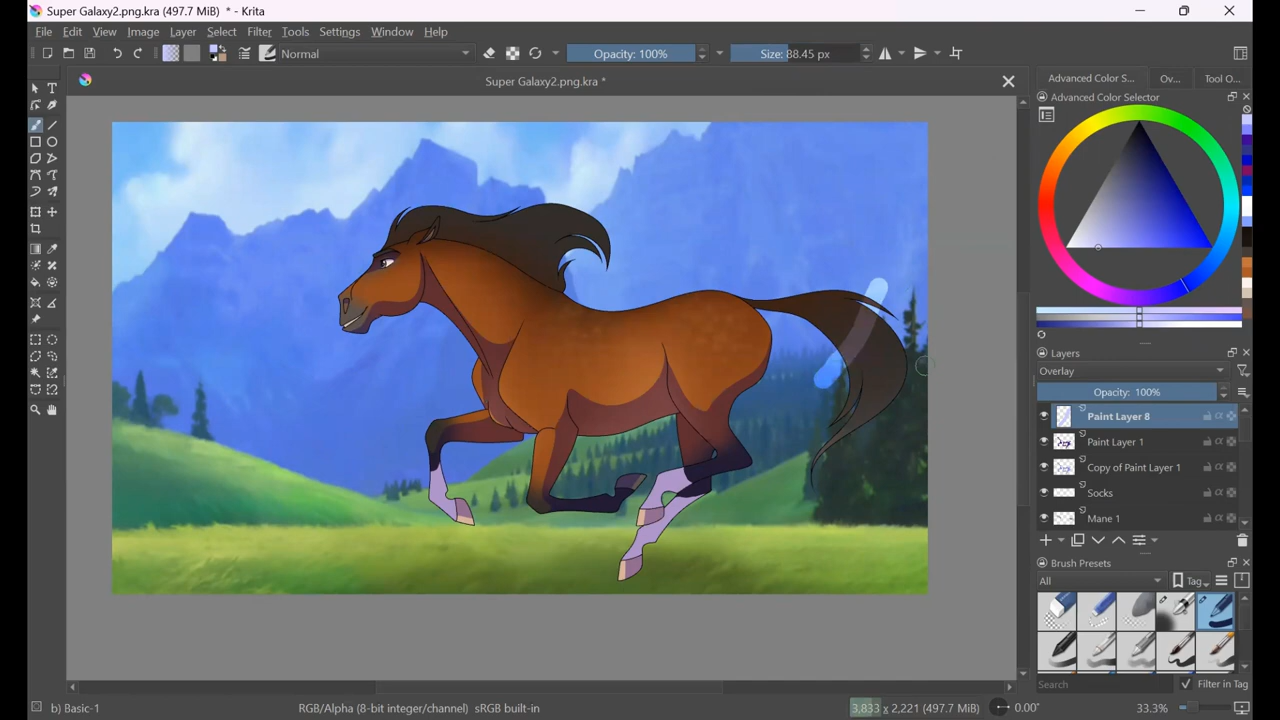 Super Galaxy2.png.kra (497.7 MiB) * - Krita
File Edit View Image Layer Select Filter Tools Settings Window Help
Normal Opacity: 100% Size: 88.45 px
Super Galaxy2.png.kra *
Advanced Color S... Ov... Tool O...
Advanced Color Selector
Layers
Overlay
Opacity: 100%
Paint Layer 8
Paint Layer 1
Copy of Paint Layer 1
Socks
Mane 1
Brush Presets
All Tag
Search Filter in Tag
b) Basic-1 RGB/Alpha (8-bit integer/channel) sRGB built-in 3,833 x 2,221 (497.7 MiB) 0.00° 33.3%